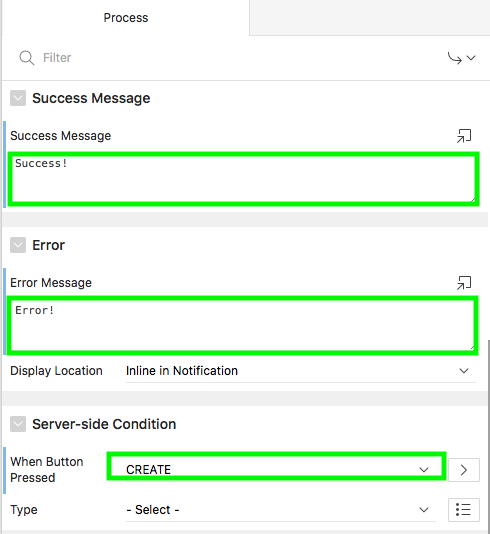 Process
Filter
Success Message
Success Message
Success!
Error
Error Message
Error!
Display Location Inline in Notification
Server-side Condition
When Button
Pressed
CREATE
Type - Select -